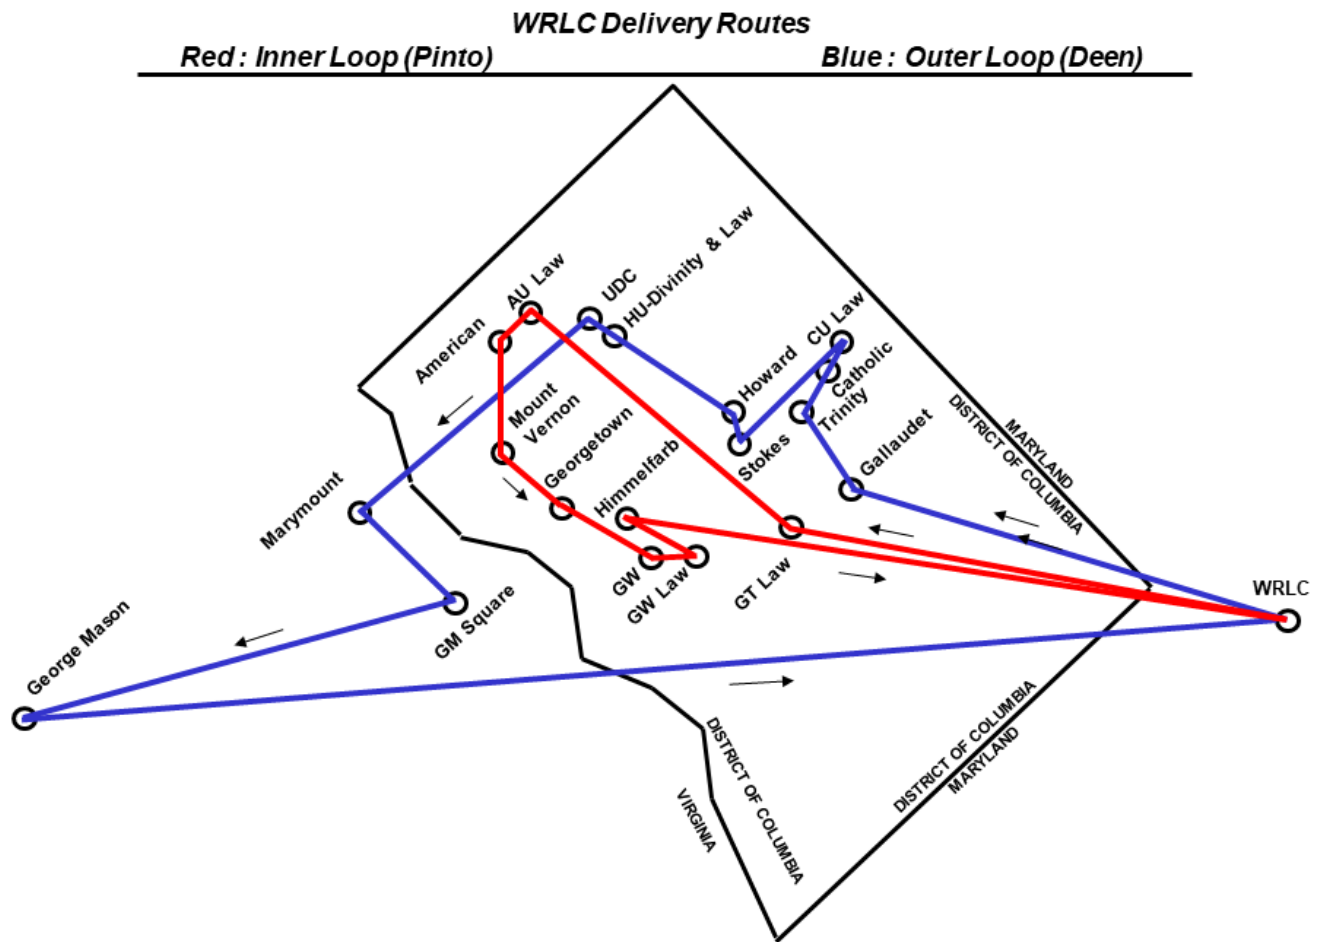 WRLC Delivery Routes
Red : Inner Loop (Pinto)
Blue : Outer Loop (Deen)
AU Law
UDC
HU-Divinity & Law
American
CU Law
Howard
Catholic
Mount
Vernon
Trinity
Georgetown
Gallaudet
Stokes
Himmelfarb
MARYLAND
DISTRICT OF COLUMBIA
Marymount
GW
GW Law
GT Law
WRLC
GM Square
George Mason
DISTRICT OF COLUMBIA
VIRGINIA
DISTRICT OF COLUMBIA
MARYLAND